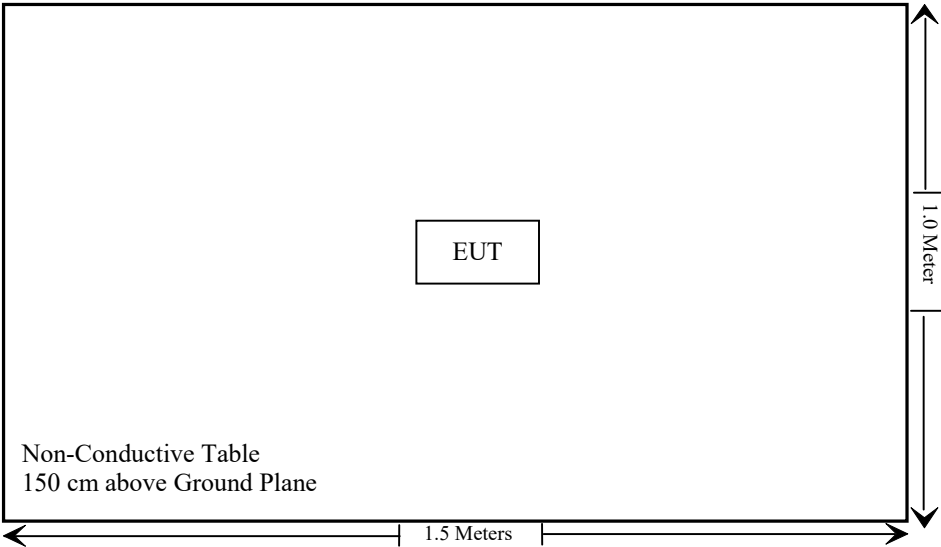 EUT
1.0 Meter
Non-Conductive Table
150 cm above Ground Plane
1.5 Meters